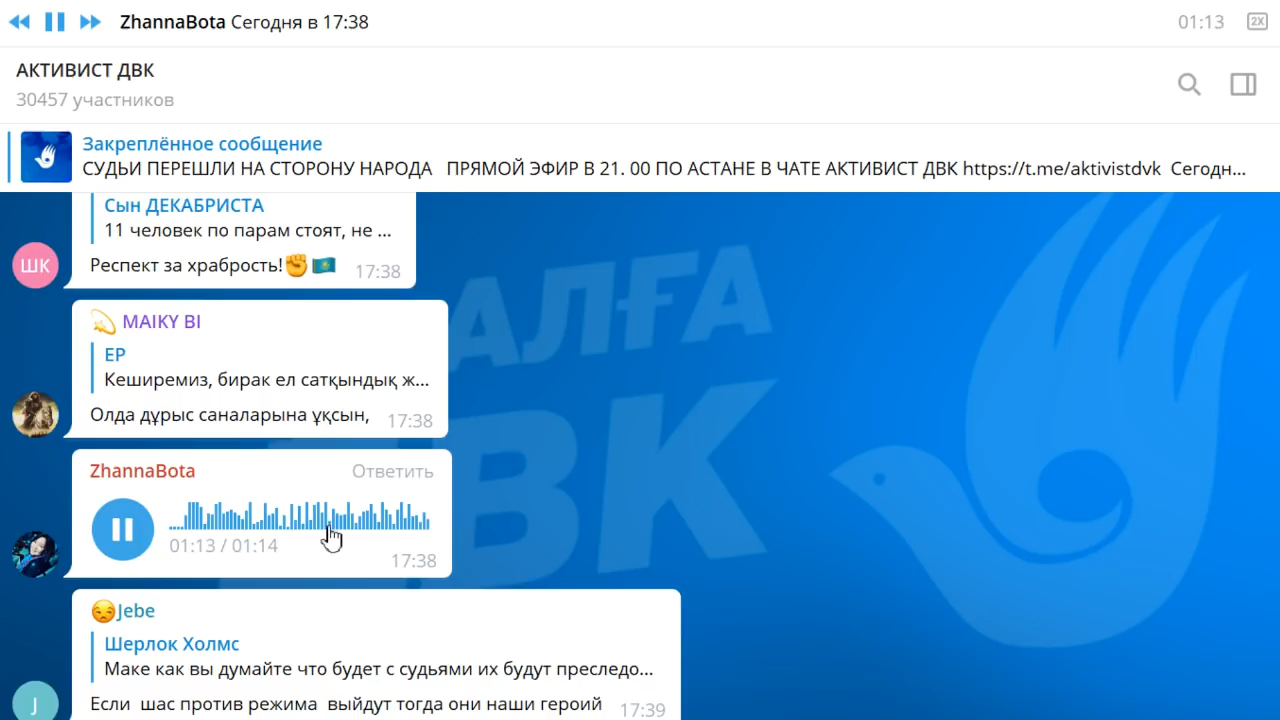 ZhannaBota Сегодня в 17:38
01:13
2X
АКТИВИСТ ДВК
30457 участников
Закреплённое сообщение
СУДЬИ ПЕРЕШЛИ НА СТОРОНУ НАРОДА ПРЯМОЙ ЭФИР В 21. 00 ПО АСТАНЕ В ЧАТЕ АКТИВИСТ ДВК https://t.me/aktivistdvk Сегодн...
Сын ДЕКАБРИСТА
11 человек по парам стоят, не ...
ШК
Респект за храбрость!✊🇰🇿 17:38
АЛҒА
ВК
💫 MAIKY BI
EP
Кеширемиз, бирак ел сатқындық ж...
Олда дұрыс саналарына ұқсын, 17:38
ZhannaBota Ответить
01:13 / 01:14
17:38
😒Jebe
Шерлок Холмс
Маке как вы думайте что будет с судьями их будут преследо...
J
Если шас против режима выйдут тогда они наши героий 17:39